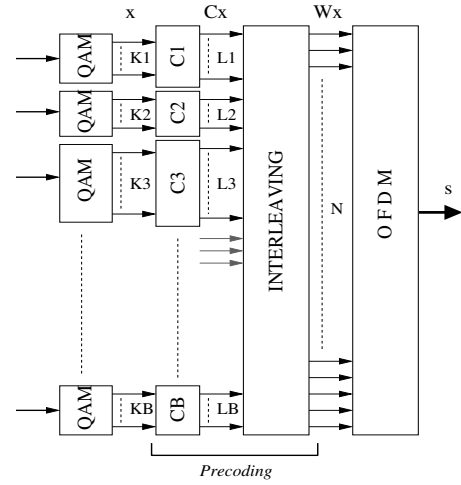 x Cx Wx
QAM K1 C1 L1
QAM K2 C2 L2
QAM K3 C3 L3
INTERLEAVING
N
OFDM
s
QAM KB CB LB
Precoding